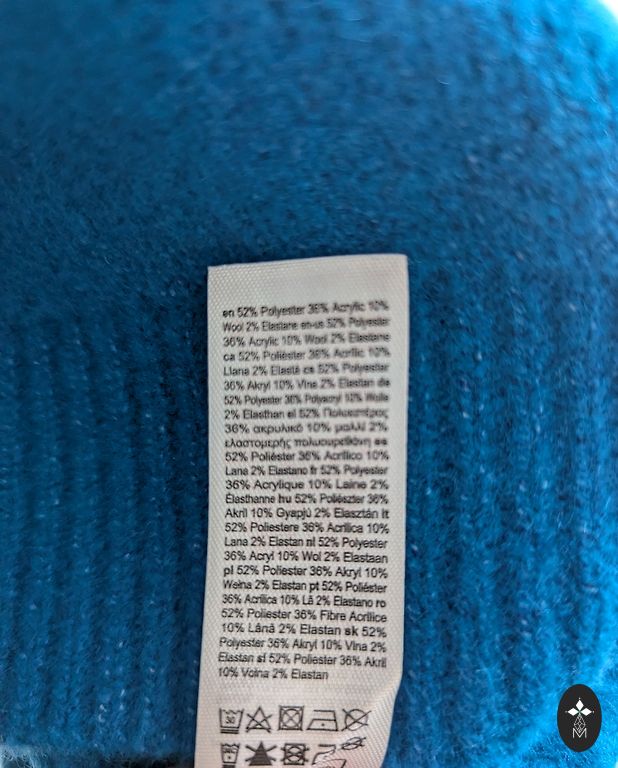 en 52% Polyester 36% Acrylic 10%
Wool 2% Elastane en-us 52% Polyester
36% Acrylic 10% Wool 2% Elastane
ca 52% Polièster 36% Acrílic 10%
Llana 2% Elastà cs 52% Polyester
36% Akryl 10% Vlna 2% Elastan de
52% Polyester 36% Polyacryl 10% Wolle
2% Elasthan el 52% Πολυεστέρας
36% ακρυλικό 10% μαλλί 2%
ελαστομερής πολυουρεθάνη es
52% Poliéster 36% Acrílico 10%
Lana 2% Elastano fr 52% Polyester
36% Acrylique 10% Laine 2%
Élasthanne hu 52% Poliészter 36%
Akril 10% Gyapjú 2% Elasztán it
52% Poliestere 36% Acrilica 10%
Lana 2% Elastan nl 52% Polyester
36% Acryl 10% Wol 2% Elastaan
pl 52% Poliester 36% Akryl 10%
Wełna 2% Elastan pt 52% Poliéster
36% Acrílica 10% Lã 2% Elastano ro
52% Poliester 36% Fibre Acrilice
10% Lână 2% Elastan sk 52%
Polyester 36% Akryl 10% Vlna 2%
Elastan sl 52% Poliester 36% Akril
10% Volna 2% Elastan
30
M